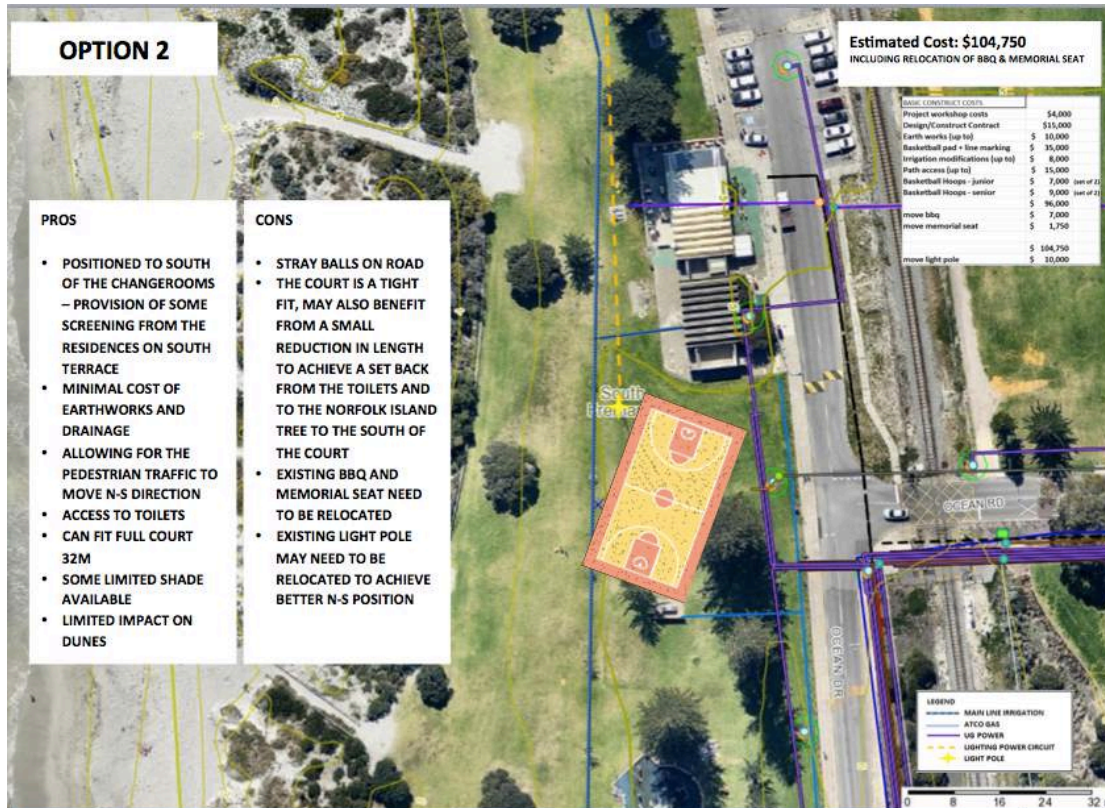 OPTION 2
Estimated Cost: $104,750
INCLUDING RELOCATION OF BBQ & MEMORIAL SEAT
BASIC CONSTRUCT COSTS
Project workshop costs $4,000
Design/Construct Contract $15,000
Earth works (up to) $ 10,000
Basketball pad + line marking $ 35,000
Irrigation modifications (up to) $ 8,000
Path access (up to) $ 15,000
Basketball Hoops - junior $ 7,000 (set of 2)
Basketball Hoops - senior $ 9,000 (set of 2)
$ 96,000
move bbq $ 7,000
move memorial seat $ 1,750
$ 104,750
move light pole $ 10,000
PROS
• POSITIONED TO SOUTH
OF THE CHANGEROOMS
– PROVISION OF SOME
SCREENING FROM THE
RESIDENCES ON SOUTH
TERRACE
• MINIMAL COST OF
EARTHWORKS AND
DRAINAGE
• ALLOWING FOR THE
PEDESTRIAN TRAFFIC TO
MOVE N-S DIRECTION
• ACCESS TO TOILETS
• CAN FIT FULL COURT
32M
• SOME LIMITED SHADE
AVAILABLE
• LIMITED IMPACT ON
DUNES
CONS
• STRAY BALLS ON ROAD
• THE COURT IS A TIGHT
FIT, MAY ALSO BENEFIT
FROM A SMALL
REDUCTION IN LENGTH
TO ACHIEVE A SET BACK
FROM THE TOILETS AND
TO THE NORFOLK ISLAND
TREE TO THE SOUTH OF
THE COURT
• EXISTING BBQ AND
MEMORIAL SEAT NEED
TO BE RELOCATED
• EXISTING LIGHT POLE
MAY NEED TO BE
RELOCATED TO ACHIEVE
BETTER N-S POSITION
South
OCEAN RD
OCEAN DR
LEGEND
MAIN LINE IRRIGATION
ATCO GAS
UG POWER
LIGHTING POWER CIRCUIT
LIGHT POLE
0 8 16 24 32